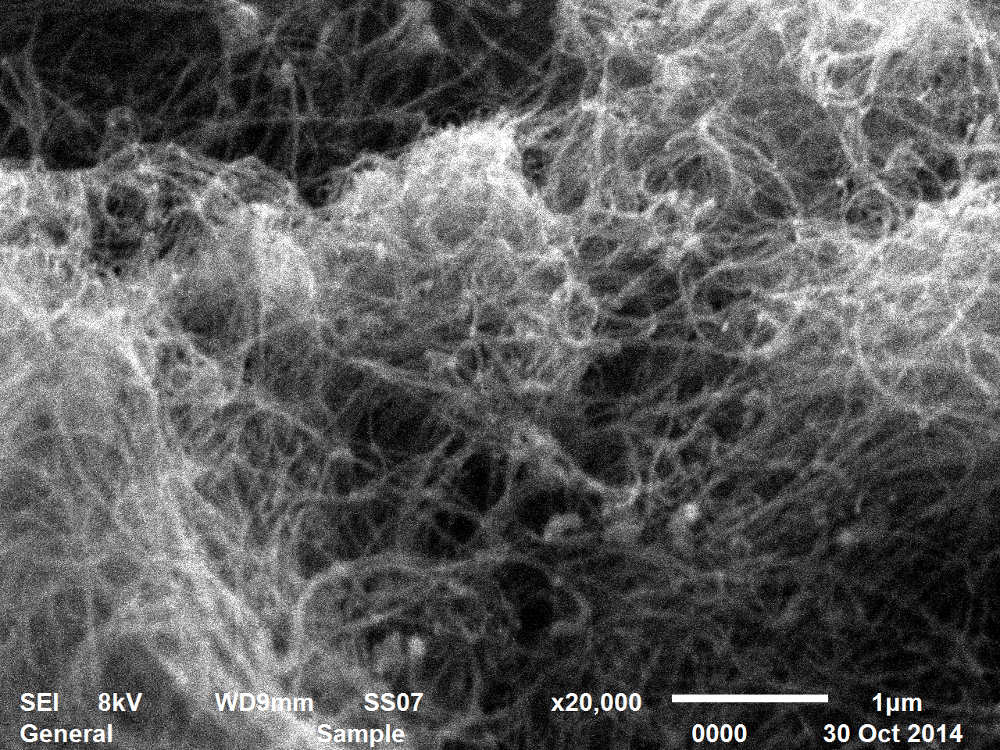 SEI 8kV WD9mm SS07 x20,000 1µm
General Sample 0000 30 Oct 2014